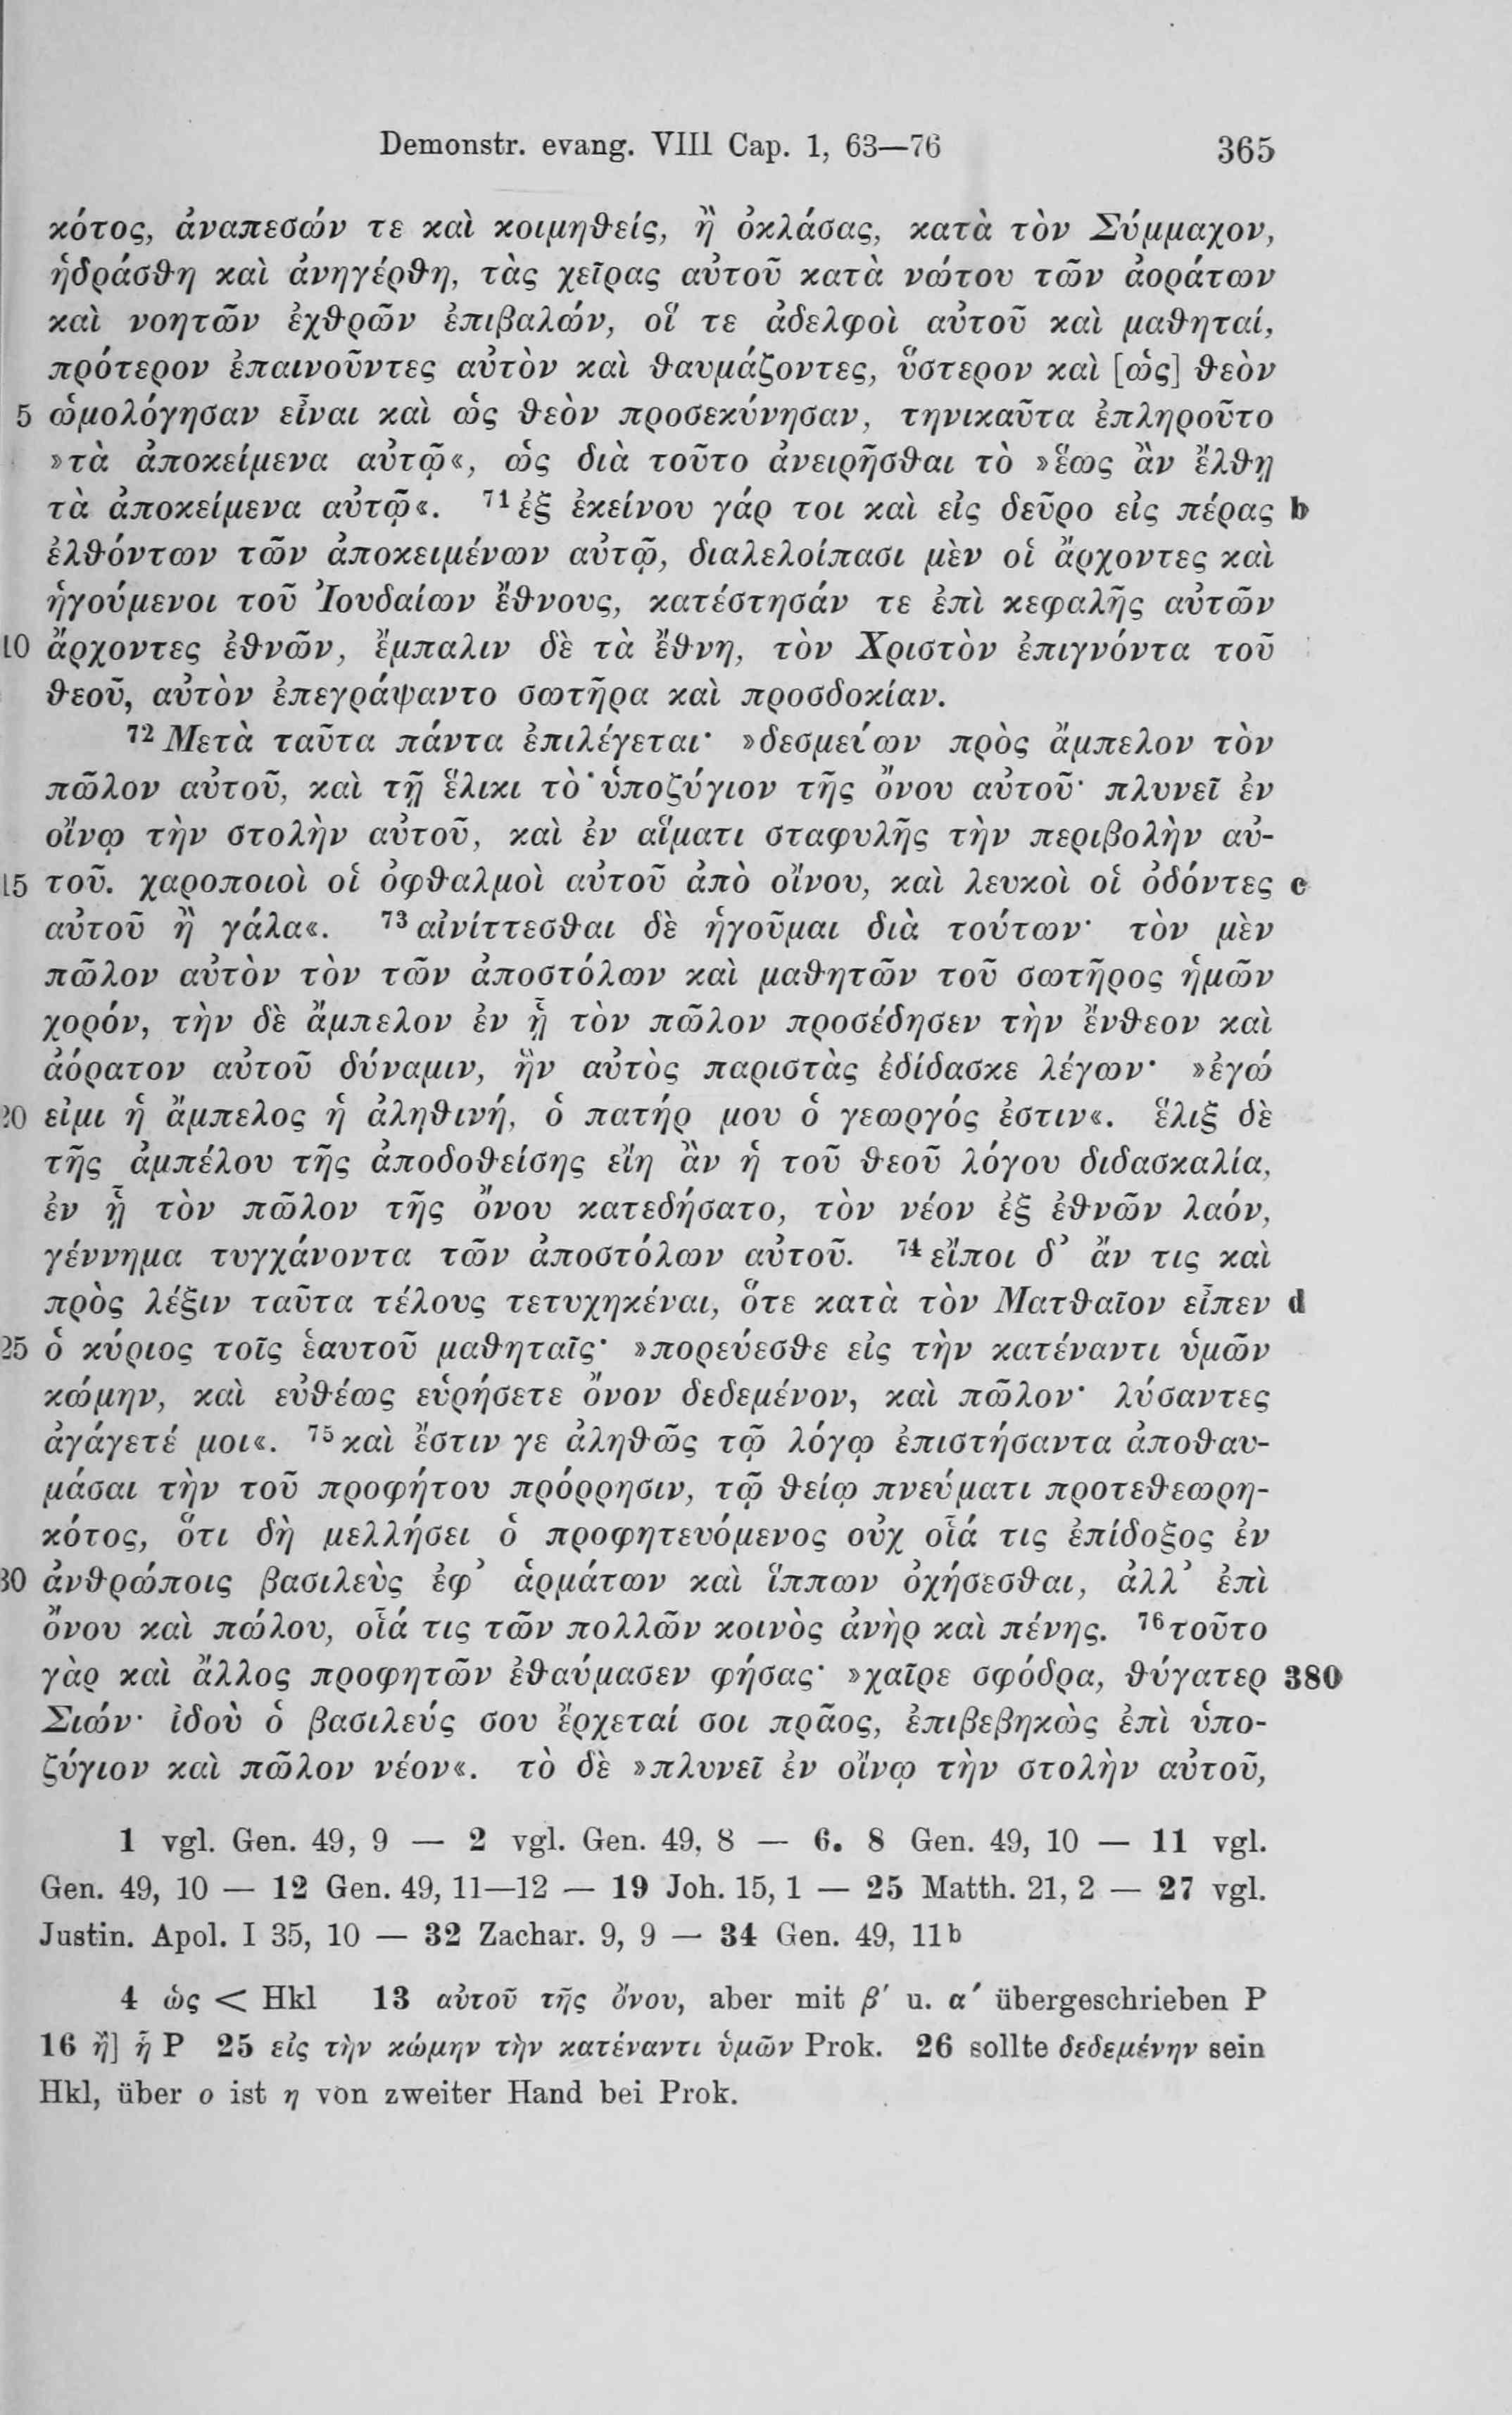 Demonstr. evang. VIII Cap. 1, 63—76 365
κότος, ἀναπεσών τε καὶ κοιμηθείς, ἢ ὀκλάσας, κατὰ τὸν Σύμμαχον,
ἡδράσθη καὶ ἀνηγέρθη, τὰς χεῖρας αὐτοῦ κατὰ νώτου τῶν ἀοράτων
καὶ νοητῶν ἐχθρῶν ἐπιβαλών, οἵ τε ἀδελφοὶ αὐτοῦ καὶ μαθηταί,
πρότερον ἐπαινοῦντες αὐτὸν καὶ θαυμάζοντες, ὕστερον καὶ [ὡς] θεὸν
5 ὡμολόγησαν εἶναι καὶ ὡς θεὸν προσεκύνησαν, τηνικαῦτα ἐπληροῦτο
»τὰ ἀποκείμενα αὐτῷ«, ὡς διὰ τοῦτο ἀνειρῆσθαι τὸ »ἕως ἂν ἔλθῃ
τὰ ἀποκείμενα αὐτῷ«. 71 ἐξ ἐκείνου γάρ τοι καὶ εἰς δεῦρο εἰς πέρας b
ἐλθόντων τῶν ἀποκειμένων αὐτῷ, διαλελοίπασι μὲν οἱ ἄρχοντες καὶ
ἡγούμενοι τοῦ Ἰουδαίων ἔθνους, κατέστησάν τε ἐπὶ κεφαλῆς αὐτῶν
10 ἄρχοντες ἐθνῶν, ἔμπαλιν δὲ τὰ ἔθνη, τὸν Χριστὸν ἐπιγνόντα τοῦ
θεοῦ, αὐτὸν ἐπεγράψαντο σωτῆρα καὶ προσδοκίαν.
72 Μετὰ ταῦτα πάντα ἐπιλέγεται· »δεσμεύων πρὸς ἄμπελον τὸν
πῶλον αὐτοῦ, καὶ τῇ ἕλικι τὸ ὑποζύγιον τῆς ὄνου αὐτοῦ· πλυνεῖ ἐν
οἴνῳ τὴν στολὴν αὐτοῦ, καὶ ἐν αἵματι σταφυλῆς τὴν περιβολὴν αὐ-
15 τοῦ. χαροποιοὶ οἱ ὀφθαλμοὶ αὐτοῦ ἀπὸ οἴνου, καὶ λευκοὶ οἱ ὀδόντες c
αὐτοῦ ἢ γάλα«. 73 αἰνίττεσθαι δὲ ἡγοῦμαι διὰ τούτων· τὸν μὲν
πῶλον αὐτὸν τὸν τῶν ἀποστόλων καὶ μαθητῶν τοῦ σωτῆρος ἡμῶν
χορόν, τὴν δὲ ἄμπελον ἐν ᾗ τὸν πῶλον προσέδησεν τὴν ἔνθεον καὶ
ἀόρατον αὐτοῦ δύναμιν, ἣν αὐτὸς παριστὰς ἐδίδασκε λέγων· »ἐγώ
20 εἰμι ἡ ἄμπελος ἡ ἀληθινή, ὁ πατήρ μου ὁ γεωργός ἐστιν«. ἕλιξ δὲ
τῆς ἀμπέλου τῆς ἀποδοθείσης εἴη ἂν ἡ τοῦ θεοῦ λόγου διδασκαλία,
ἐν ᾗ τὸν πῶλον τῆς ὄνου κατεδήσατο, τὸν νέον ἐξ ἐθνῶν λαόν,
γέννημα τυγχάνοντα τῶν ἀποστόλων αὐτοῦ. 74 εἴποι δ’ ἄν τις καὶ
πρὸς λέξιν ταῦτα τέλους τετυχηκέναι, ὅτε κατὰ τὸν Ματθαῖον εἶπεν d
25 ὁ κύριος τοῖς ἑαυτοῦ μαθηταῖς· »πορεύεσθε εἰς τὴν κατέναντι ὑμῶν
κώμην, καὶ εὐθέως εὑρήσετε ὄνον δεδεμένον, καὶ πῶλον· λύσαντες
ἀγάγετέ μοι«. 75 καὶ ἔστιν γε ἀληθῶς τῷ λόγῳ ἐπιστήσαντα ἀποθαυ-
μάσαι τὴν τοῦ προφήτου πρόρρησιν, τῷ θείῳ πνεύματι προτεθεωρη-
κότος, ὅτι δὴ μελλήσει ὁ προφητευόμενος οὐχ οἷά τις ἐπίδοξος ἐν
30 ἀνθρώποις βασιλεὺς ἐφ’ ἁρμάτων καὶ ἵππων ὀχήσεσθαι, ἀλλ’ ἐπὶ
ὄνου καὶ πώλου, οἷά τις τῶν πολλῶν κοινὸς ἀνὴρ καὶ πένης. 76 τοῦτο
γὰρ καὶ ἄλλος προφητῶν ἐθαύμασεν φήσας· »χαῖρε σφόδρα, θύγατερ 380
Σιών· ἰδοὺ ὁ βασιλεύς σου ἔρχεταί σοι πρᾶος, ἐπιβεβηκὼς ἐπὶ ὑπο-
ζύγιον καὶ πῶλον νέον«. τὸ δὲ »πλυνεῖ ἐν οἴνῳ τὴν στολὴν αὐτοῦ,
1 vgl. Gen. 49, 9 — 2 vgl. Gen. 49, 8 — 6. 8 Gen. 49, 10 — 11 vgl.
Gen. 49, 10 — 12 Gen. 49, 11—12 — 19 Joh. 15, 1 — 25 Matth. 21, 2 — 27 vgl.
Justin. Apol. I 35, 10 — 32 Zachar. 9, 9 — 34 Gen. 49, 11b
4 ὡς < Hkl 13 αὐτοῦ τῆς ὄνου, aber mit β′ u. α′ übergeschrieben P
16 ἢ] ἦ P 25 εἰς τὴν κώμην τὴν κατέναντι ὑμῶν Prok. 26 sollte δεδεμένην sein
Hkl, über ο ist η von zweiter Hand bei Prok.